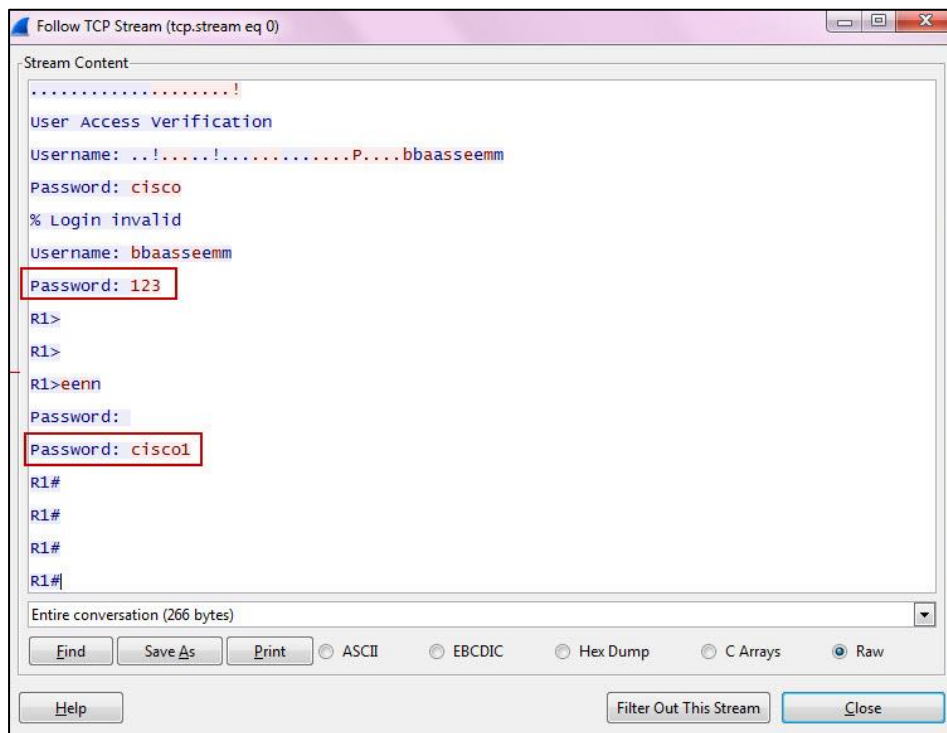 Follow TCP Stream (tcp.stream eq 0)
Stream Content
.....................!
User Access Verification
Username: ..!.....!.............P....bbaasseemm
Password: cisco
% Login invalid
Username: bbaasseemm
Password: 123
R1>
R1>
R1>eenn
Password:
Password: cisco1
R1#
R1#
R1#
R1#
Entire conversation (266 bytes)
Find Save As Print ASCII EBCDIC Hex Dump C Arrays Raw
Help Filter Out This Stream Close